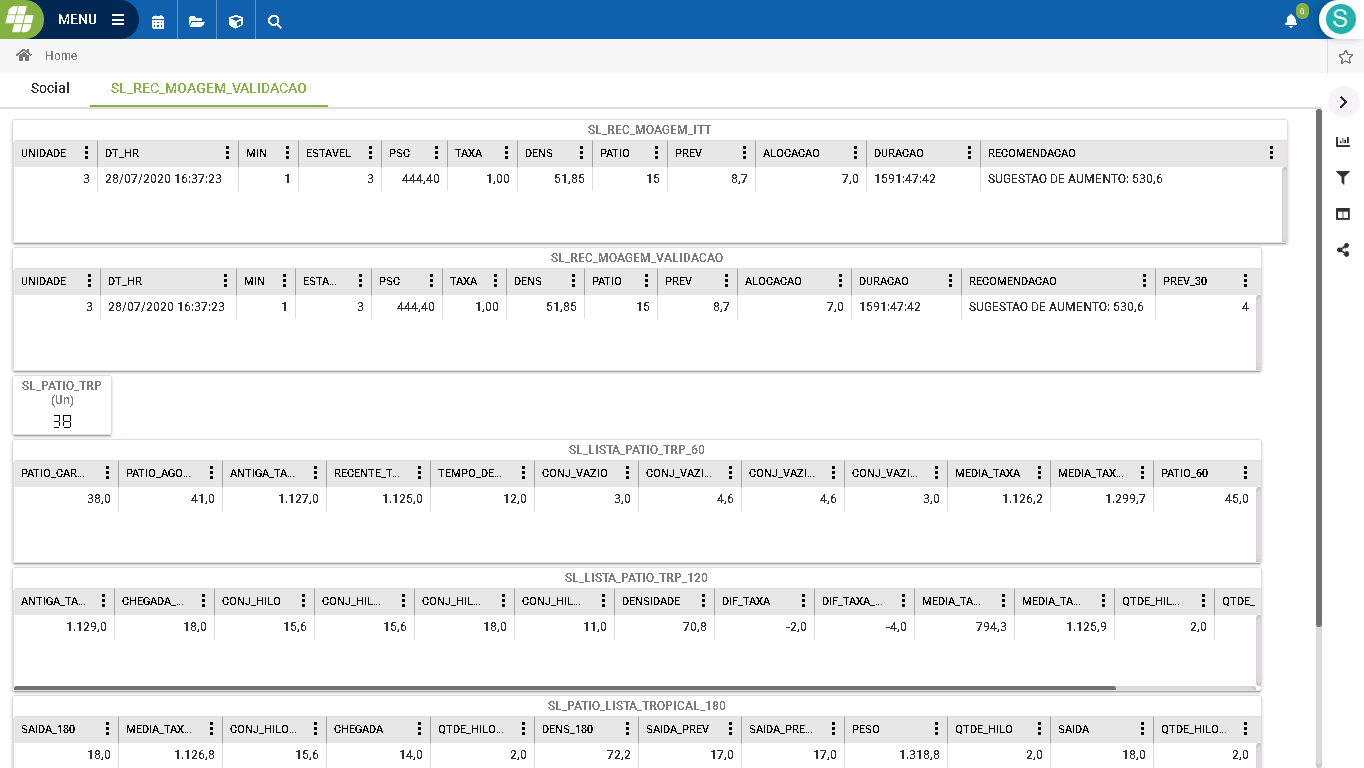 MENU
0
S
Home
Social SL_REC_MOAGEM_VALIDACAO
SL_REC_MOAGEM_ITT
UNIDADE DT_HR MIN ESTAVEL PSC TAXA DENS PATIO PREV ALOCACAO DURACAO RECOMENDACAO
3 28/07/2020 16:37:23 1 3 444,40 1,00 51,85 15 8,7 7,0 1591:47:42 SUGESTAO DE AUMENTO: 530,6
SL_REC_MOAGEM_VALIDACAO
UNIDADE DT_HR MIN ESTA... PSC TAXA DENS PATIO PREV ALOCACAO DURACAO RECOMENDACAO PREV_30
3 28/07/2020 16:37:23 1 3 444,40 1,00 51,85 15 8,7 7,0 1591:47:42 SUGESTAO DE AUMENTO: 530,6 4
SL_PATIO_TRP
(Un)
38
SL_LISTA_PATIO_TRP_60
PATIO_CAR... PATIO_AGO... ANTIGA_TA... RECENTE_T... TEMPO_DE... CONJ_VAZIO CONJ_VAZI... CONJ_VAZI... CONJ_VAZI... MEDIA_TAXA MEDIA_TAX... PATIO_60
38,0 41,0 1.127,0 1.125,0 12,0 3,0 4,6 4,6 3,0 1.126,2 1.299,7 45,0
SL_LISTA_PATIO_TRP_120
ANTIGA_TA... CHEGADA_... CONJ_HILO CONJ_HIL... CONJ_HIL... CONJ_HIL... DENSIDADE DIF_TAXA DIF_TAXA_... MEDIA_TA... MEDIA_TA... QTDE_HIL... QTDE_
1.129,0 18,0 15,6 15,6 18,0 11,0 70,8 -2,0 -4,0 794,3 1.125,9 2,0
SL_PATIO_LISTA_TROPICAL_180
SAIDA_180 MEDIA_TAX... CONJ_HILO... CHEGADA QTDE_HILO... DENS_180 SAIDA_PREV SAIDA_PRE... PESO QTDE_HILO SAIDA QTDE_HILO...
18,0 1.126,8 15,6 14,0 2,0 72,2 17,0 17,0 1.318,8 2,0 18,0 2,0